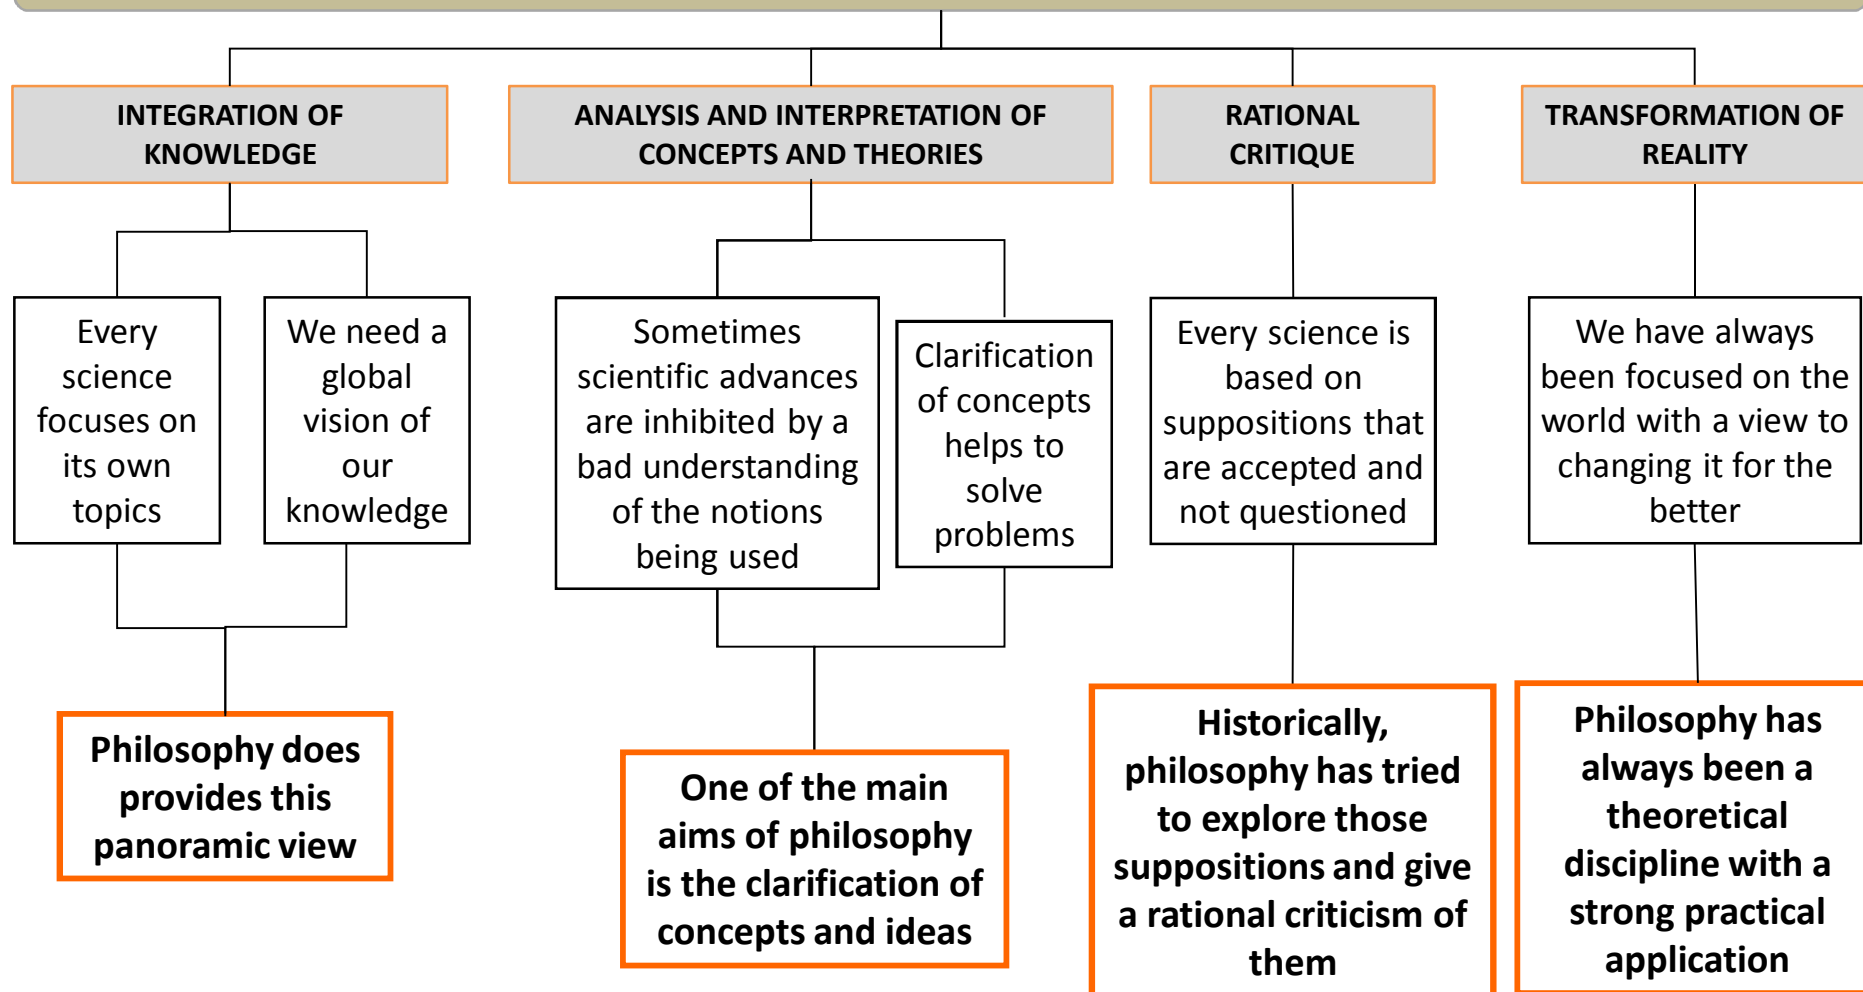 INTEGRATION OF
KNOWLEDGE
ANALYSIS AND INTERPRETATION OF
CONCEPTS AND THEORIES
RATIONAL
CRITIQUE
TRANSFORMATION OF
REALITY
Every
science
focuses on
its own
topics
We need a
global
vision of
our
knowledge
Sometimes
scientific advances
are inhibited by a
bad understanding
of the notions
being used
Clarification
of concepts
helps to
solve
problems
Every science is
based on
suppositions that
are accepted and
not questioned
We have always
been focused on the
world with a view to
changing it for the
better
Philosophy does
provides this
panoramic view
One of the main
aims of philosophy
is the clarification of
concepts and ideas
Historically,
philosophy has tried
to explore those
suppositions and give
a rational criticism of
them
Philosophy has
always been a
theoretical
discipline with a
strong practical
application